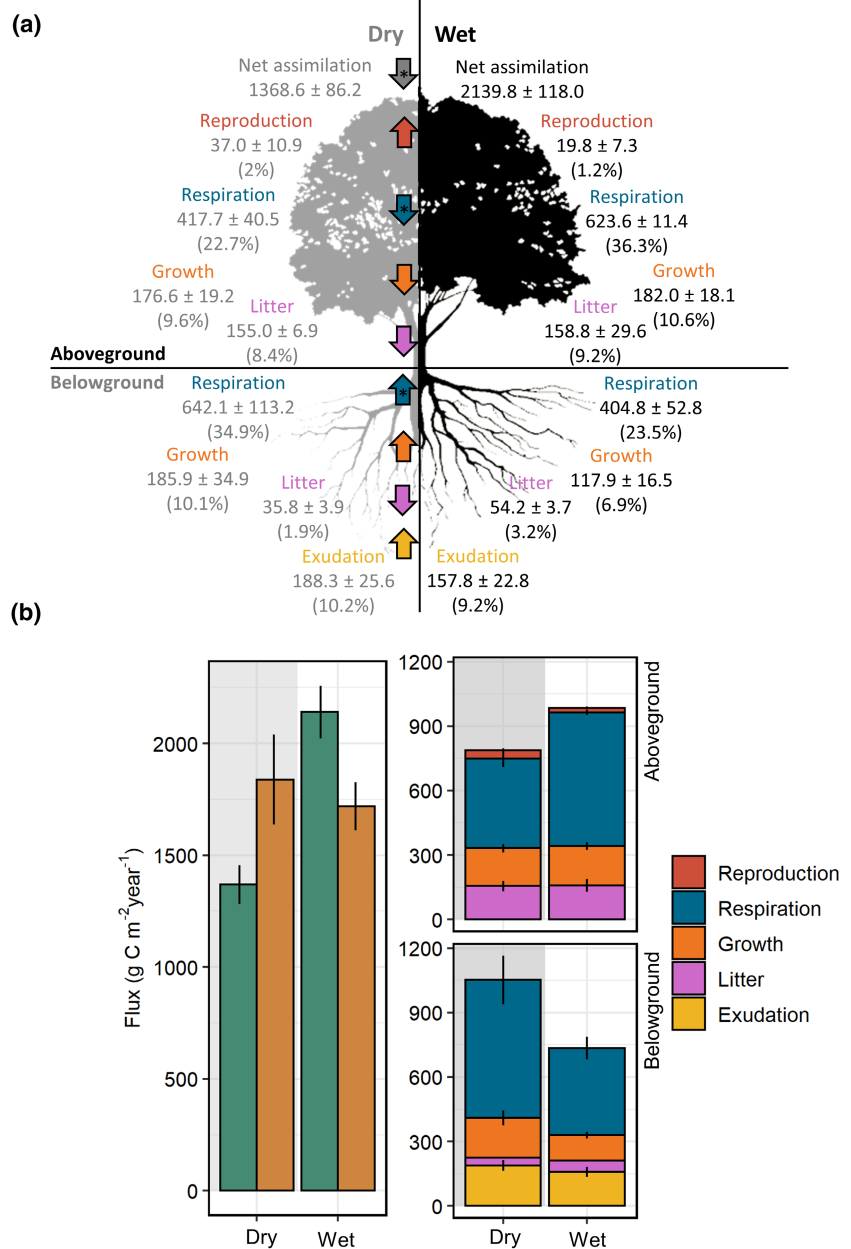 (a)
Dry
Wet
Net assimilation
1368.6 ± 86.2
Net assimilation
2139.8 ± 118.0
*
Reproduction
37.0 ± 10.9
(2%)
Reproduction
19.8 ± 7.3
(1.2%)
Respiration
417.7 ± 40.5
(22.7%)
*
Respiration
623.6 ± 11.4
(36.3%)
Growth
176.6 ± 19.2
(9.6%)
Growth
182.0 ± 18.1
(10.6%)
Litter
155.0 ± 6.9
(8.4%)
Litter
158.8 ± 29.6
(9.2%)
Aboveground
Belowground
Respiration
642.1 ± 113.2
(34.9%)
*
Respiration
404.8 ± 52.8
(23.5%)
Growth
185.9 ± 34.9
(10.1%)
Growth
117.9 ± 16.5
(6.9%)
Litter
35.8 ± 3.9
(1.9%)
Litter
54.2 ± 3.7
(3.2%)
Exudation
188.3 ± 25.6
(10.2%)
Exudation
157.8 ± 22.8
(9.2%)
(b)
Flux (g C m⁻²year⁻¹)
2000
1500
1000
500
0
Dry
Wet
1200
900
600
300
0
Aboveground
1200
900
600
300
0
Belowground
Dry
Wet
Reproduction
Respiration
Growth
Litter
Exudation